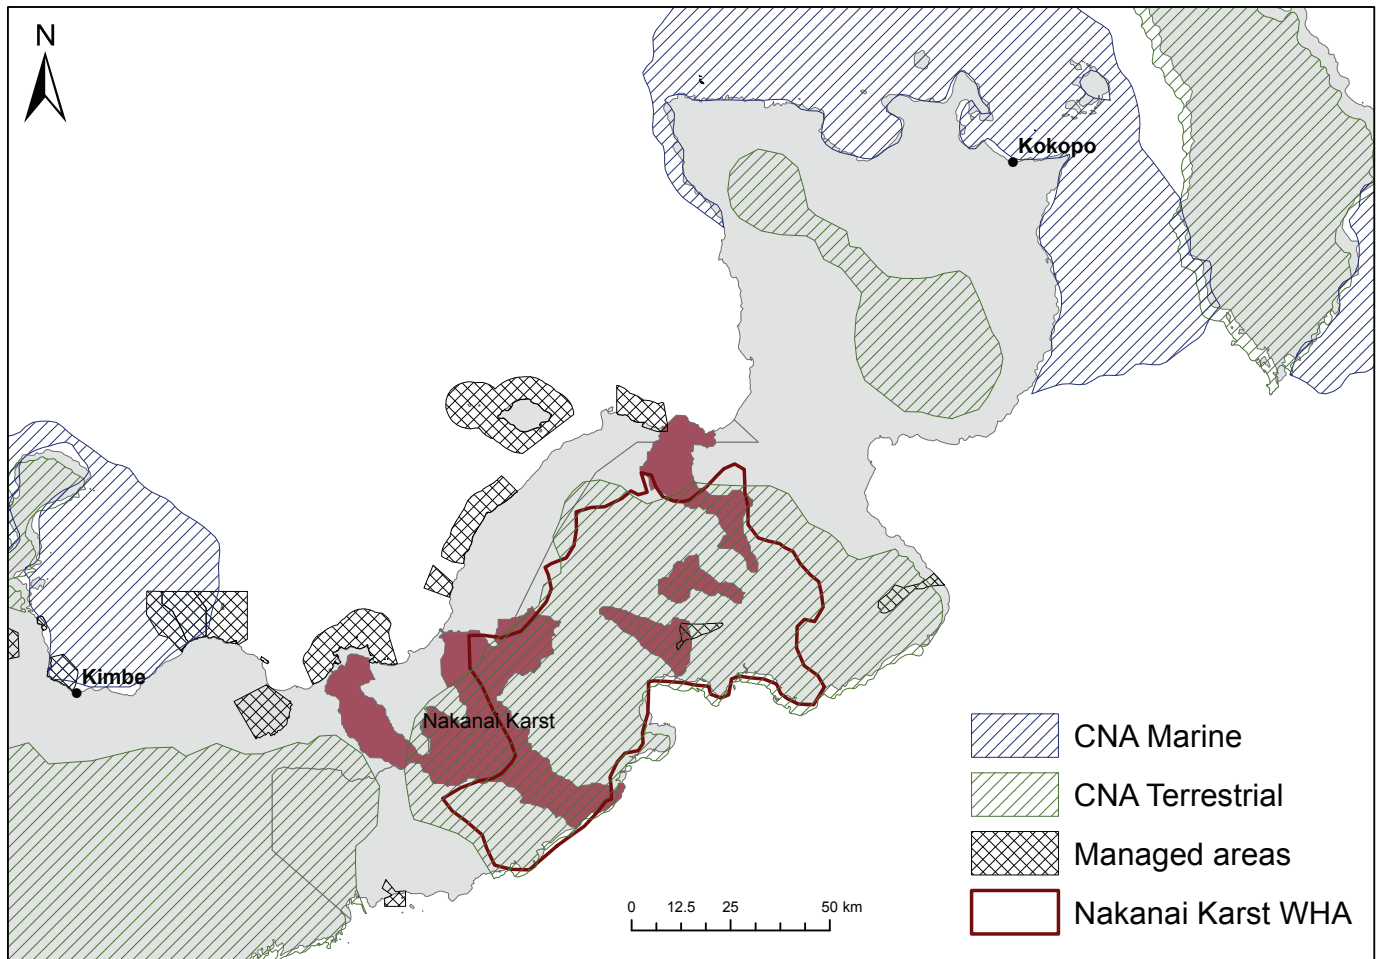 N
Kokopo
Kimbe
Nakanai Karst
CNA Marine
CNA Terrestrial
Managed areas
Nakanai Karst WHA
0 12.5 25 50 km